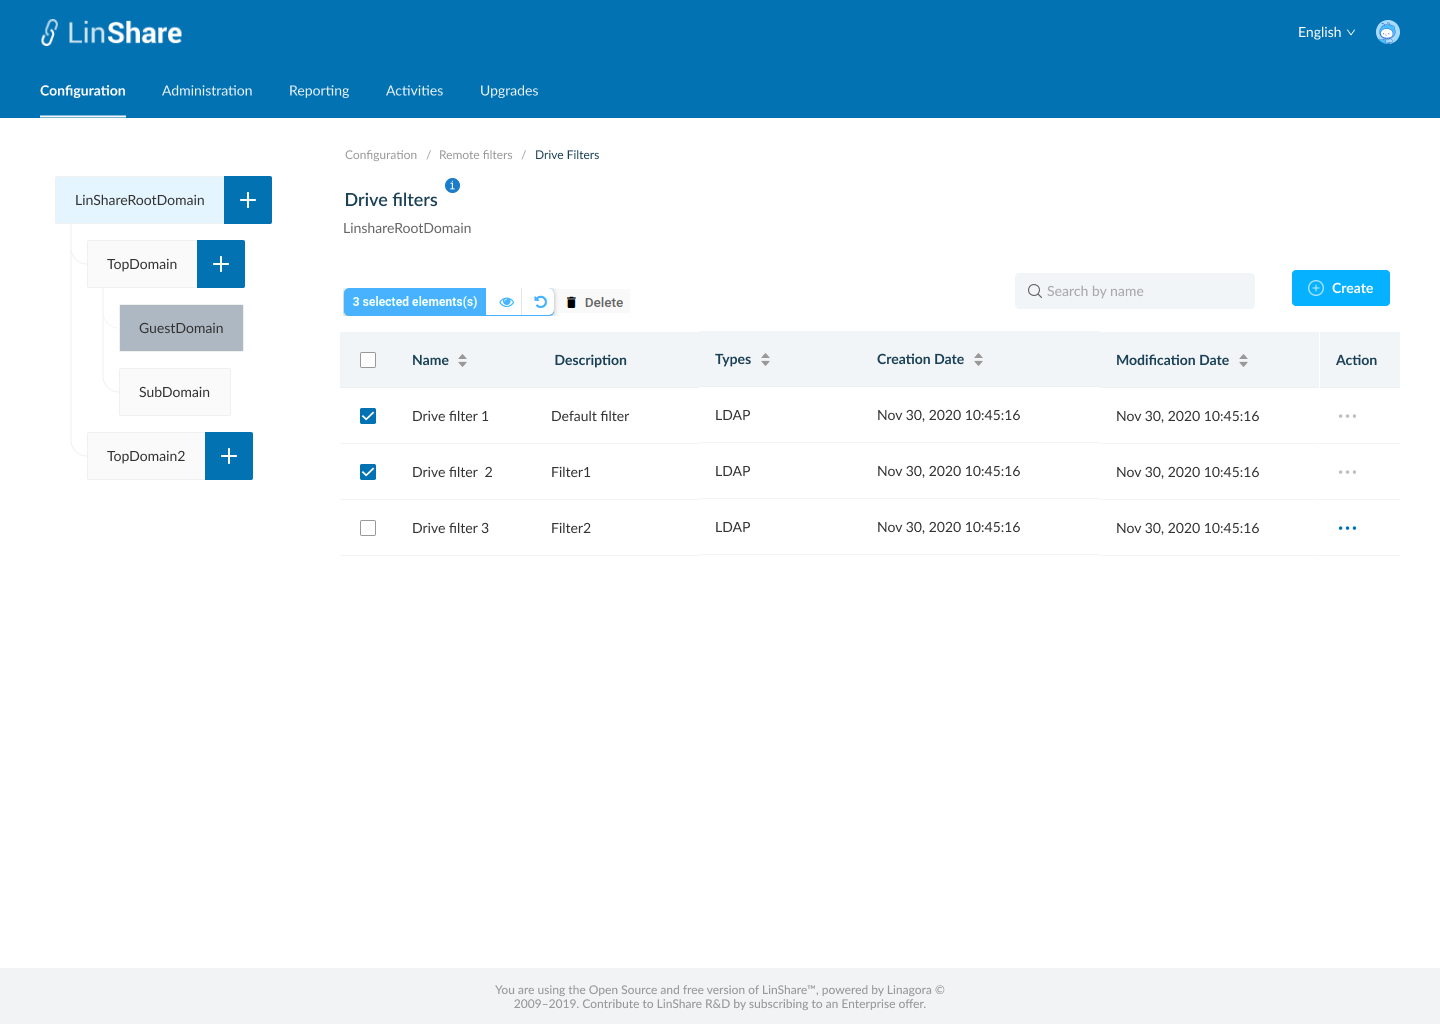 LinShare
English
Configuration Administration Reporting Activities Upgrades
Configuration / Remote filters / Drive Filters
LinShareRootDomain
TopDomain
GuestDomain
SubDomain
TopDomain2
Drive filters
LinshareRootDomain
3 selected elements(s) Delete
Search by name
Create
Name Description Types Creation Date Modification Date Action
Drive filter 1 Default filter LDAP Nov 30, 2020 10:45:16 Nov 30, 2020 10:45:16
Drive filter 2 Filter1 LDAP Nov 30, 2020 10:45:16 Nov 30, 2020 10:45:16
Drive filter 3 Filter2 LDAP Nov 30, 2020 10:45:16 Nov 30, 2020 10:45:16
You are using the Open Source and free version of LinShare™, powered by Linagora ©
2009–2019. Contribute to LinShare R&D by subscribing to an Enterprise offer.